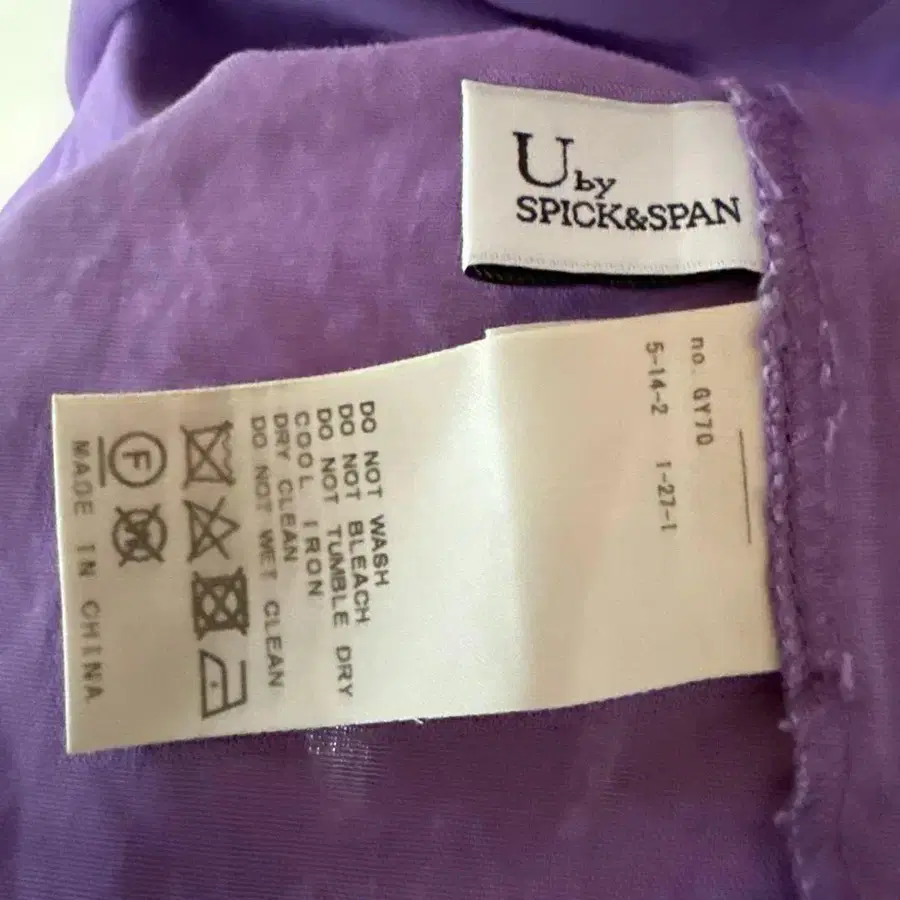 U by
SPICK&SPAN
no. GY70
5-14-2 1-27-1
DO NOT WASH
DO NOT BLEACH
DO NOT TUMBLE DRY
COOL IRON
DRY CLEAN
DO NOT WET CLEAN
F
W
MADE IN CHINA